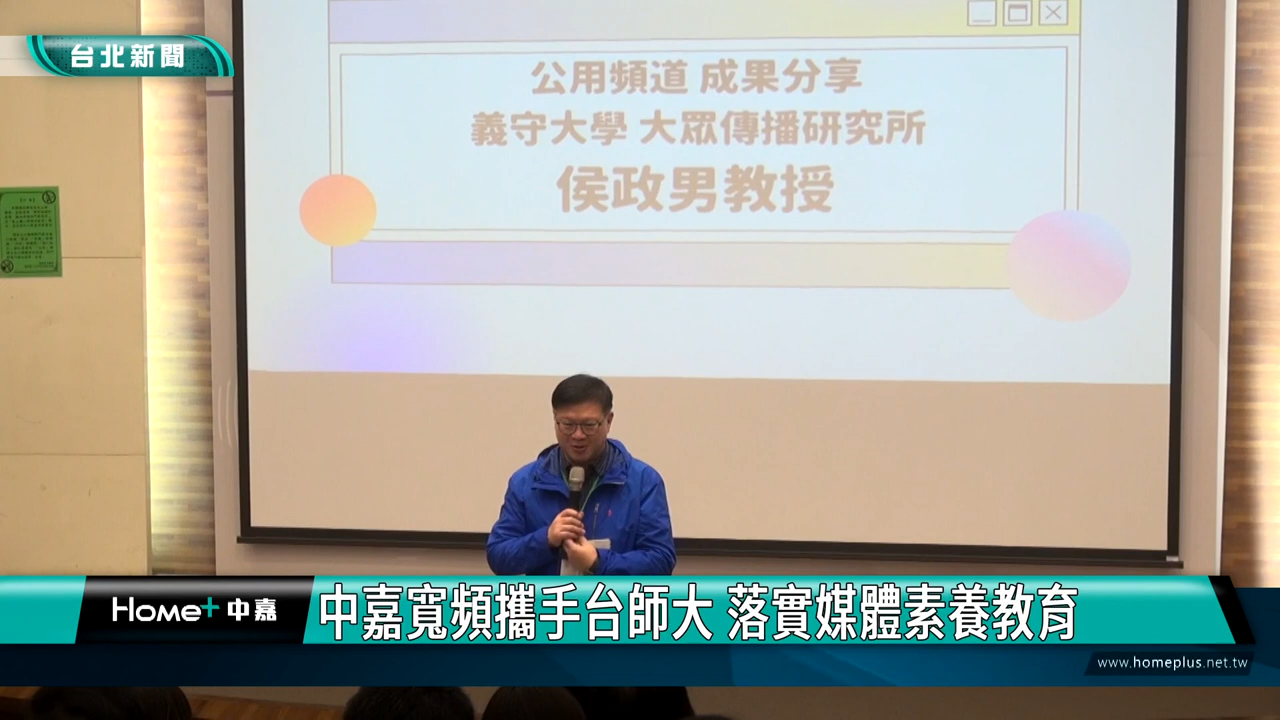 台北新聞
公用頻道 成果分享
義守大學 大眾傳播研究所
侯政男教授
Home+ 中嘉
中嘉寬頻攜手台師大 落實媒體素養教育
www.homeplus.net.tw